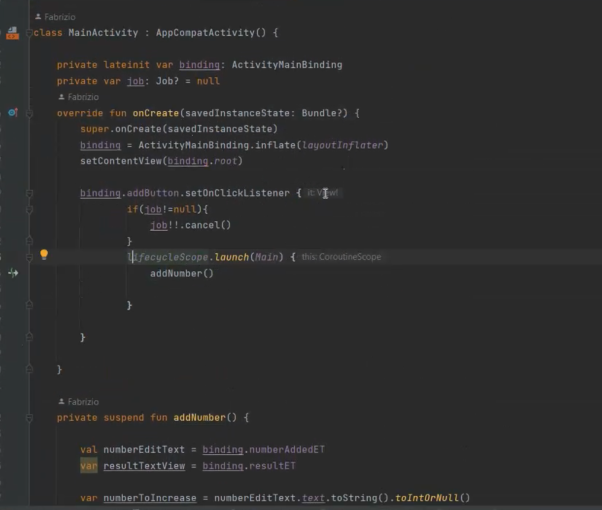 Fabrizio
class MainActivity : AppCompatActivity() {
private lateinit var binding: ActivityMainBinding
private var job: Job? = null
Fabrizio
override fun onCreate(savedInstanceState: Bundle?) {
super.onCreate(savedInstanceState)
binding = ActivityMainBinding.inflate(layoutInflater)
setContentView(binding.root)
binding.addButton.setOnClickListener { it: View!
if(job!=null){
job!!.cancel()
}
lifecycleScope.launch(Main) { this: CoroutineScope
addNumber()
}
}
}
Fabrizio
private suspend fun addNumber() {
val numberEditText = binding.numberAddedET
var resultTextView = binding.resultET
var numberToIncrease = numberEditText.text.toString().toIntOrNull()